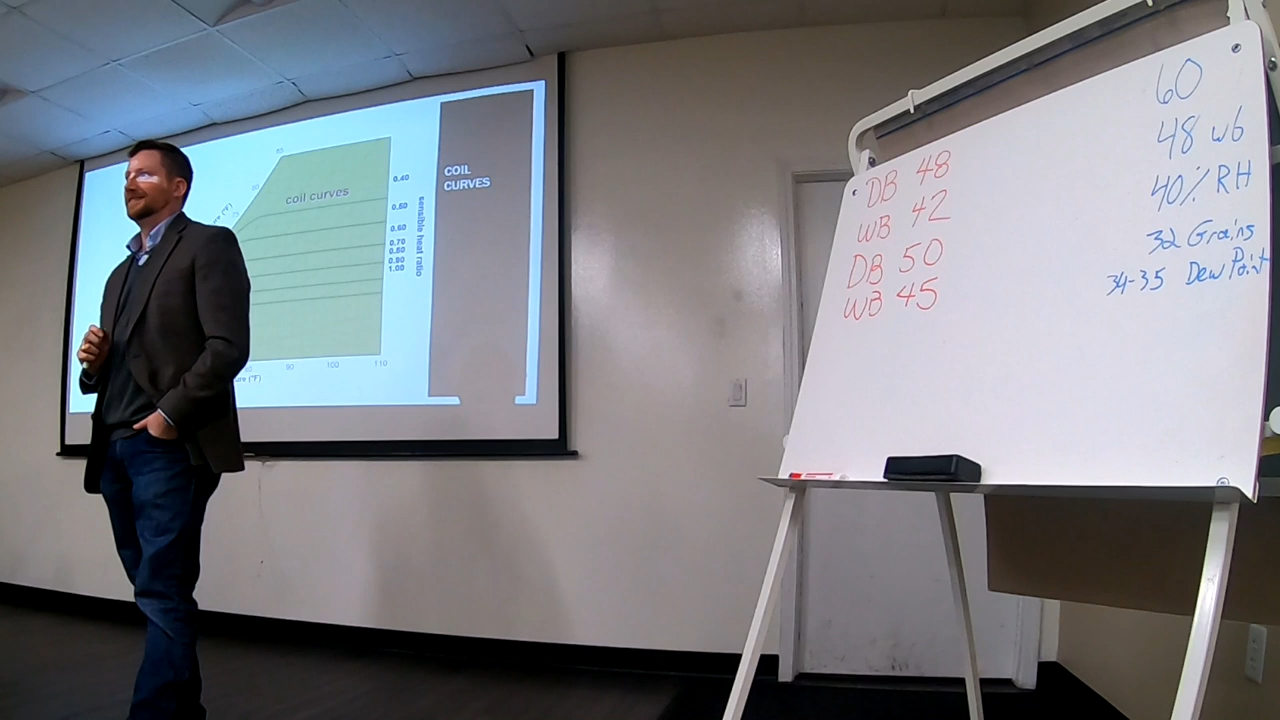 coil curves
0.40
0.50
0.60
0.70
0.80
0.90
1.00
sensible heat ratio
90
100
110
COIL
CURVES
DB 48
WB 42
DB 50
WB 45
60
48 wb
40% RH
32 Grains
34-35 Dew Point